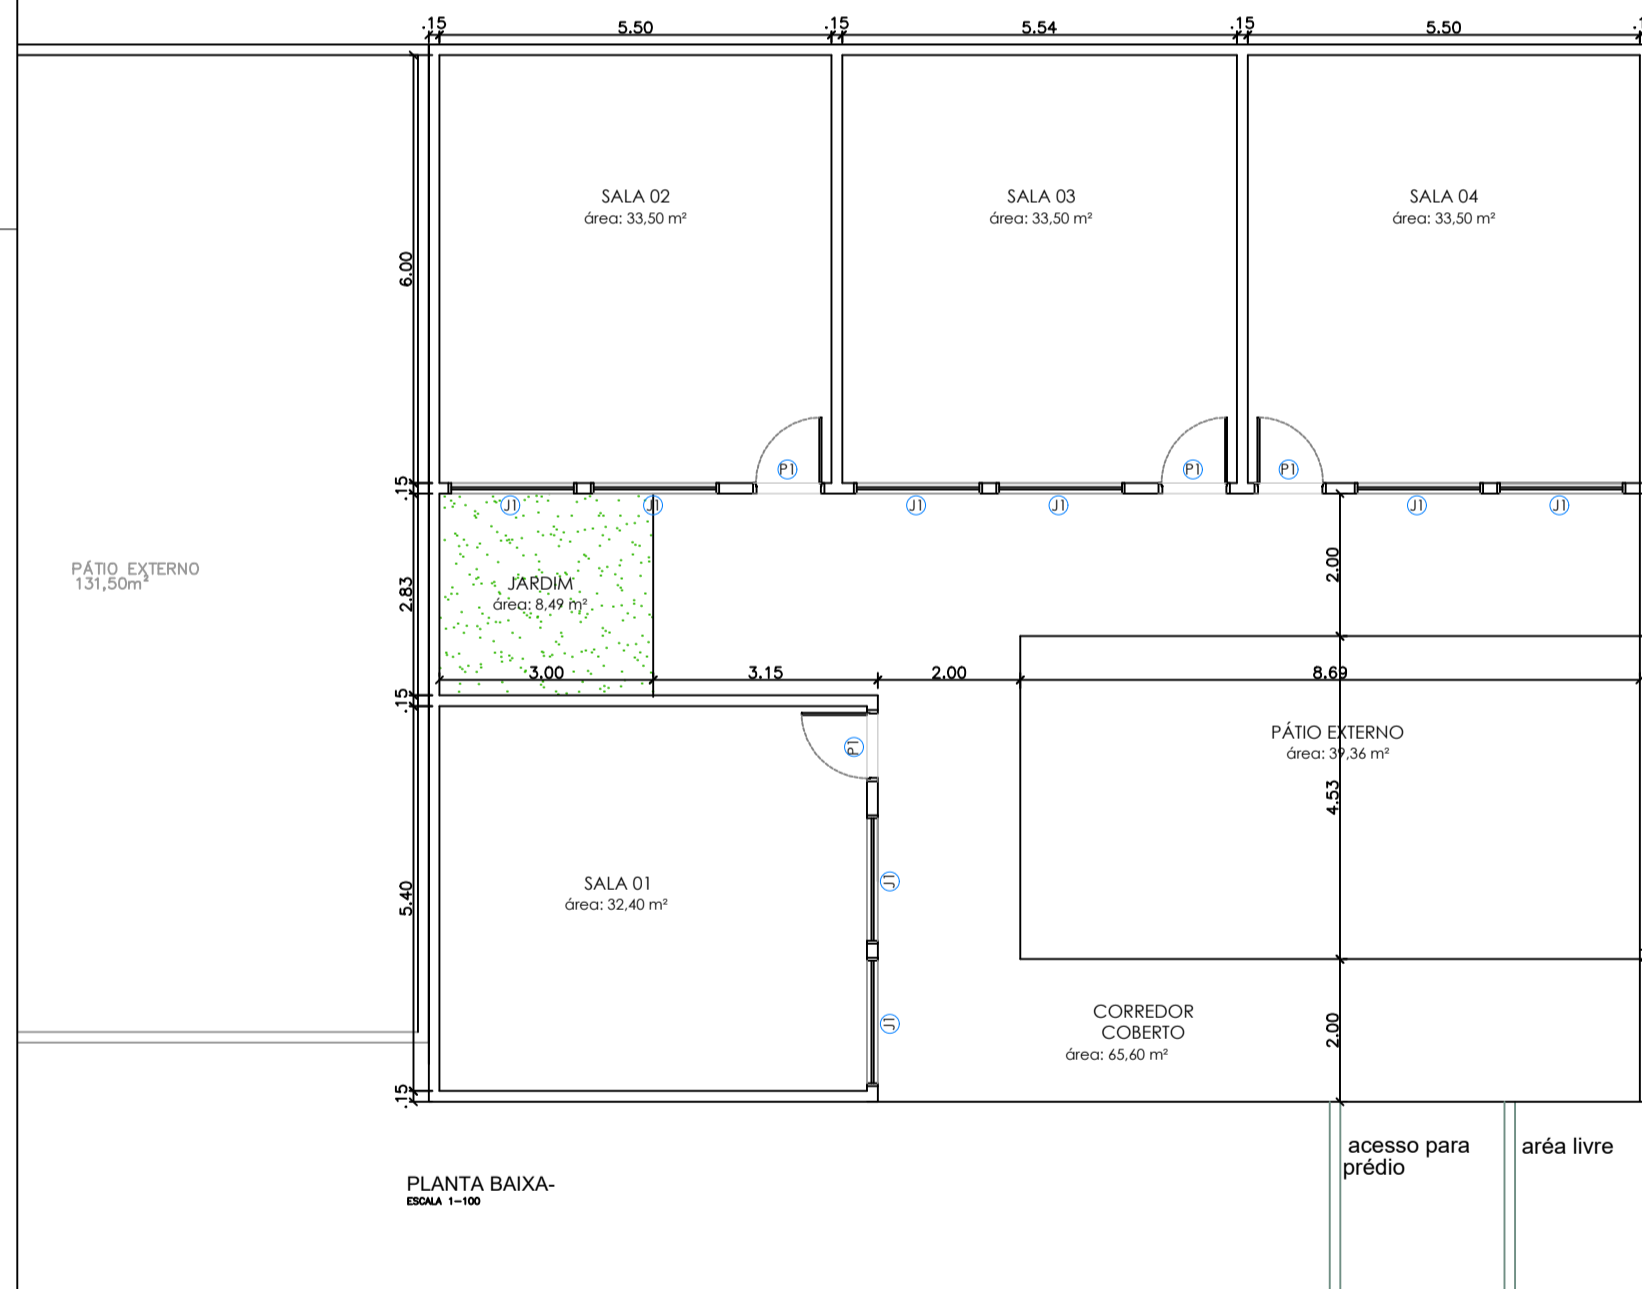 .15
5.50
.15
5.54
.15
5.50
SALA 02
área: 33,50 m²
SALA 03
área: 33,50 m²
SALA 04
área: 33,50 m²
6.00
P1
P1
P1
.15
J1
J1
J1
J1
J1
J1
PÁTIO EXTERNO
131,50m²
2.83
JARDIM
área: 8,49 m²
2.00
3.00
3.15
2.00
8.69
.15
P1
PÁTIO EXTERNO
área: 39,36 m²
4.53
SALA 01
área: 32,40 m²
5.40
J1
J1
CORREDOR
COBERTO
área: 65,60 m²
2.00
.15
acesso para
prédio
aréa livre
PLANTA BAIXA-
ESCALA 1-100